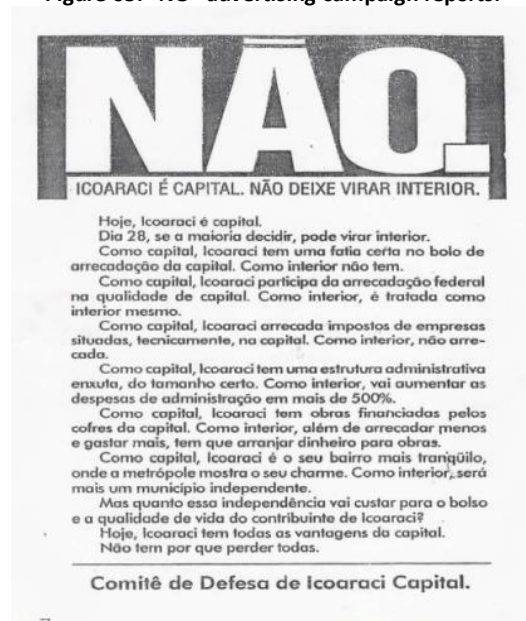 Figure 03: "NO" advertising campaign reports.
NÃO.
ICOARACI É CAPITAL. NÃO DEIXE VIRAR INTERIOR.
Hoje, Icoaraci é capital.
Dia 28, se a maioria decidir, pode virar interior.
Como capital, Icoaraci tem uma fatia certa no bolo de
arrecadação da capital. Como interior não tem.
Como capital, Icoaraci participa da arrecadação federal
na qualidade de capital. Como interior, é tratada como
interior mesmo.
Como capital, Icoaraci arrecada impostos de empresas
situadas, tecnicamente, na capital. Como interior, não arre-
cada.
Como capital, Icoaraci tem uma estrutura administrativa
enxuta, do tamanho certo. Como interior, vai aumentar as
despesas de administração em mais de 500%.
Como capital, Icoaraci tem obras financiadas pelos
cofres da capital. Como interior, além de arrecadar menos
e gastar mais, tem que arranjar dinheiro para obras.
Como capital, Icoaraci é o seu bairro mais tranqüilo,
onde a metrópole mostra o seu charme. Como interior, será
mais um município independente.
Mas quanto essa independência vai custar para o bolso
e a qualidade de vida do contribuinte de Icoaraci?
Hoje, Icoaraci tem todas as vantagens da capital.
Não tem por que perder todas.
Comitê de Defesa de Icoaraci Capital.